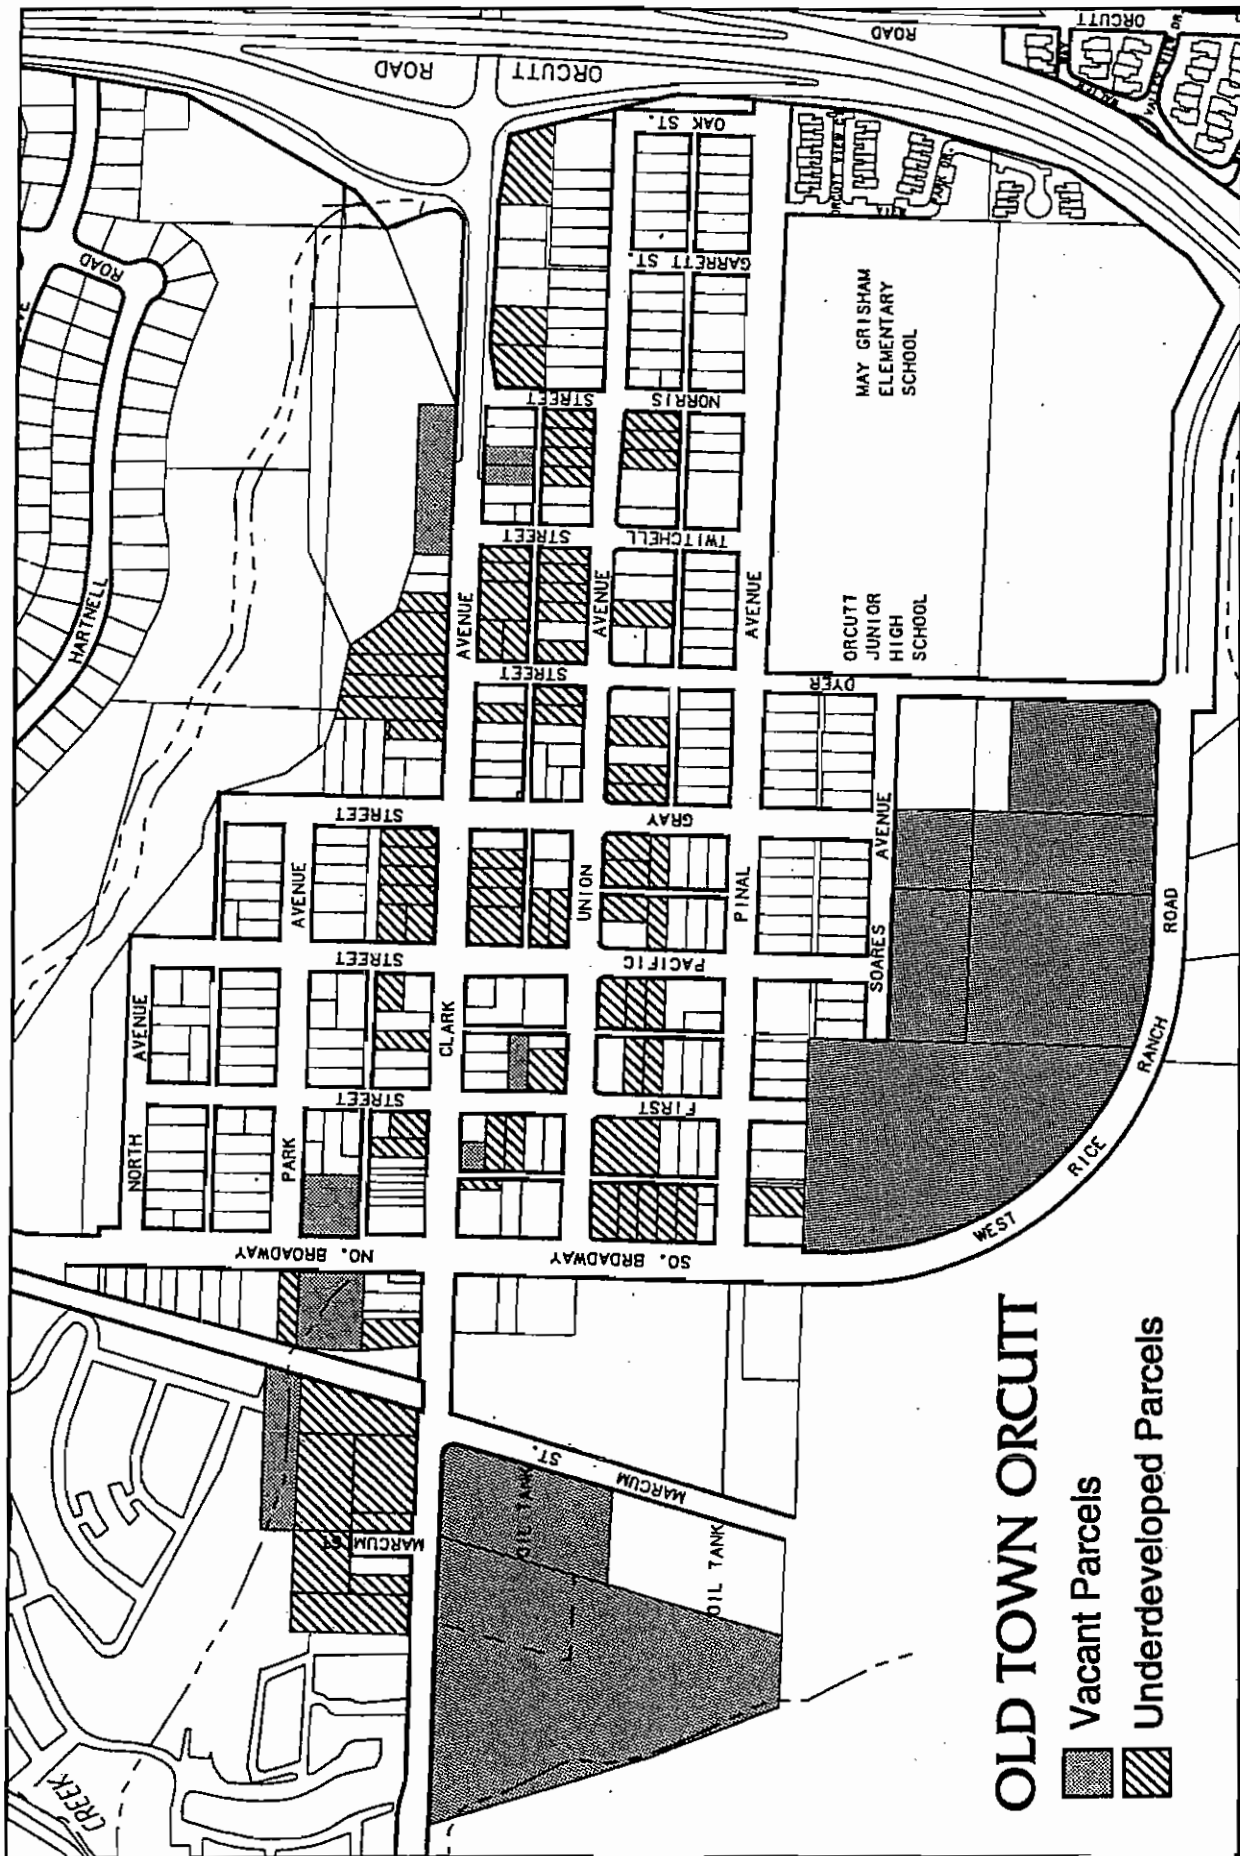 OLD TOWN ORCUTT
Vacant Parcels
Underdeveloped Parcels
CREEK
MARCUM ST
OIL TANK
OIL TANK
MARCUM ST.
NO. BROADWAY
SO. BROADWAY
WEST
RICE
RANCH
ROAD
NORTH
AVENUE
PARK
AVENUE
CLARK
AVENUE
UNION
AVENUE
PINAL
AVENUE
SOARES
AVENUE
FIRST
STREET
PACIFIC
STREET
GRAY
STREET
DYER
STREET
TWITCHELL
STREET
NORRIS
STREET
GARRETT ST.
OAK ST.
HARTNELL
ROAD
ORCUTT
JUNIOR
HIGH
SCHOOL
MAY GRISHAM
ELEMENTARY
SCHOOL
ORCUTT
ROAD
ROAD
ORCUTT